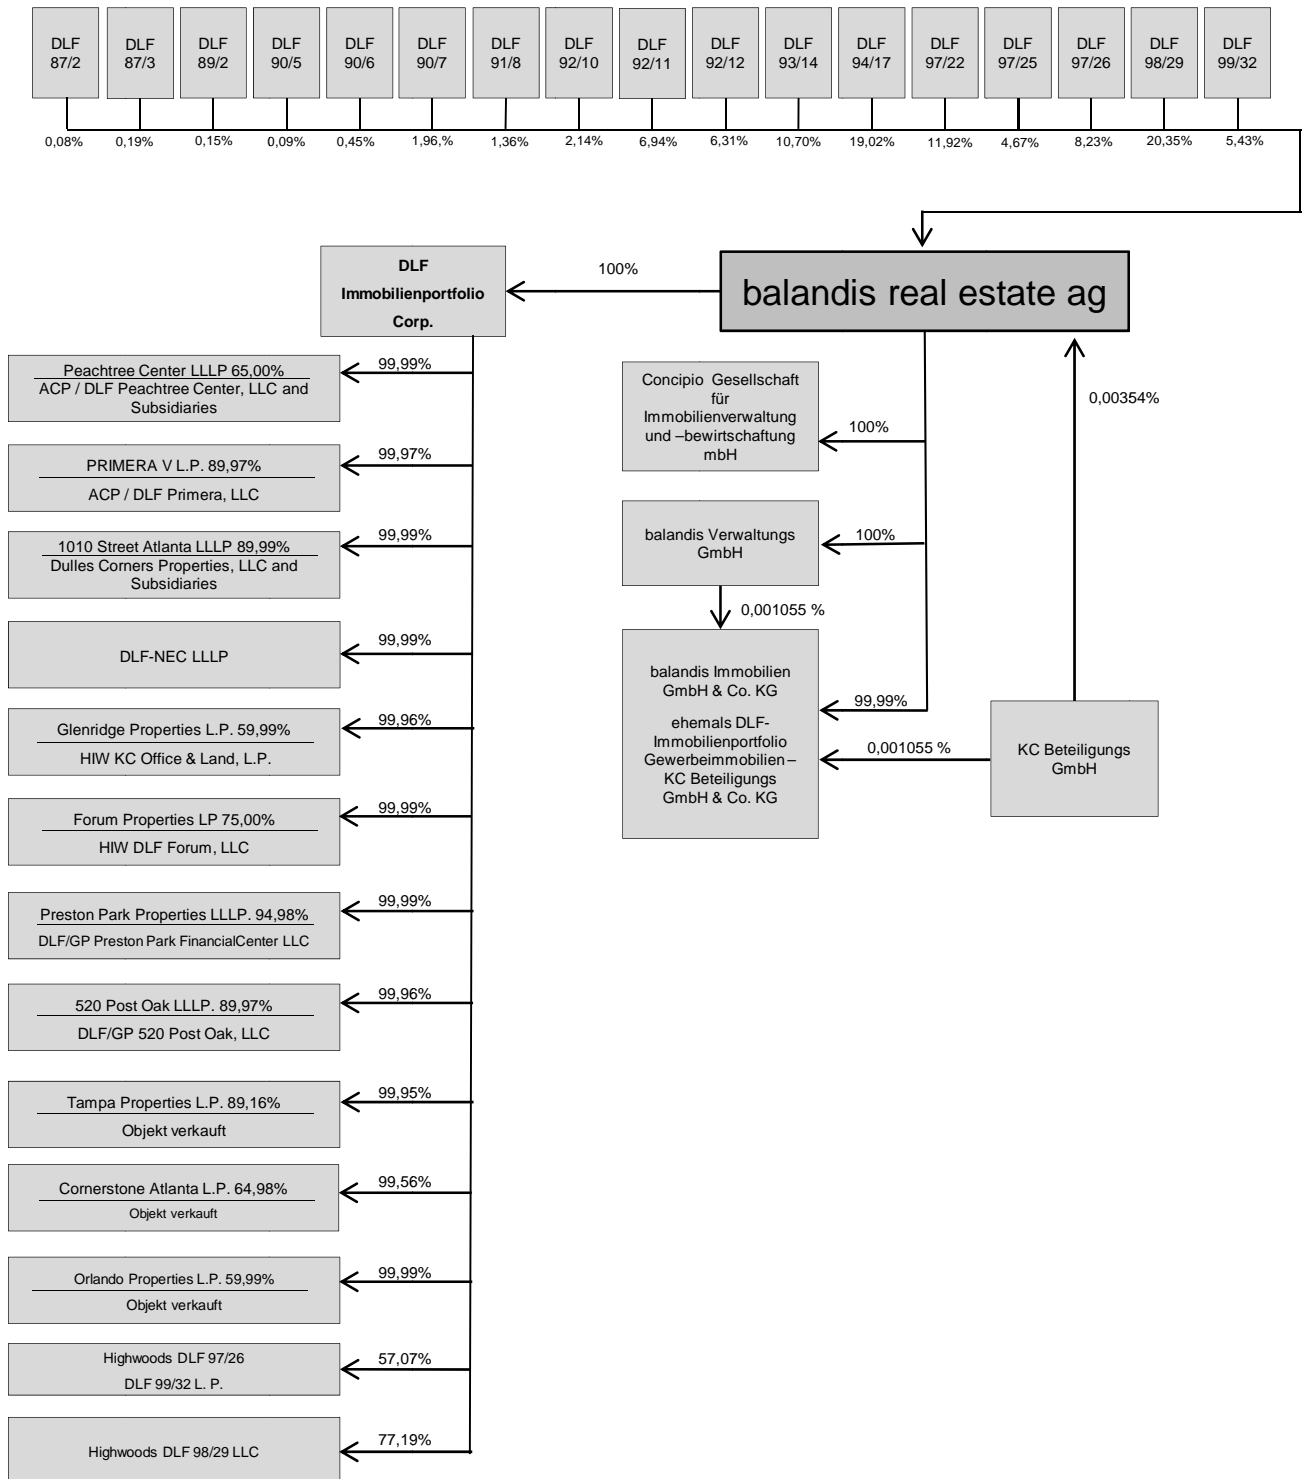 DLF
87/2
DLF
87/3
DLF
89/2
DLF
90/5
DLF
90/6
DLF
90/7
DLF
91/8
DLF
92/10
DLF
92/11
DLF
92/12
DLF
93/14
DLF
94/17
DLF
97/22
DLF
97/25
DLF
97/26
DLF
98/29
DLF
99/32
0,08%
0,19%
0,15%
0,09%
0,45%
1,96,%
1,36%
2,14%
6,94%
6,31%
10,70%
19,02%
11,92%
4,67%
8,23%
20,35%
5,43%
DLF
Immobilienportfolio
Corp.
100%
balandis real estate ag
Peachtree Center LLLP 65,00%
ACP / DLF Peachtree Center, LLC and
Subsidiaries
99,99%
PRIMERA V L.P. 89,97%
ACP / DLF Primera, LLC
99,97%
1010 Street Atlanta LLLP 89,99%
Dulles Corners Properties, LLC and
Subsidiaries
99,99%
DLF-NEC LLLP
99,99%
Glenridge Properties L.P. 59,99%
HIW KC Office & Land, L.P.
99,96%
Forum Properties LP 75,00%
HIW DLF Forum, LLC
99,99%
Preston Park Properties LLLP. 94,98%
DLF/GP Preston Park FinancialCenter LLC
99,99%
520 Post Oak LLLP. 89,97%
DLF/GP 520 Post Oak, LLC
99,96%
Tampa Properties L.P. 89,16%
Objekt verkauft
99,95%
Cornerstone Atlanta L.P. 64,98%
Objekt verkauft
99,56%
Orlando Properties L.P. 59,99%
Objekt verkauft
99,99%
Highwoods DLF 97/26
DLF 99/32 L. P.
57,07%
Highwoods DLF 98/29 LLC
77,19%
Concipio Gesellschaft
für
Immobilienverwaltung
und –bewirtschaftung
mbH
100%
balandis Verwaltungs
GmbH
100%
0,001055 %
balandis Immobilien
GmbH & Co. KG
ehemals DLF-
Immobilienportfolio
Gewerbeimmobilien –
KC Beteiligungs
GmbH & Co. KG
99,99%
0,001055 %
KC Beteiligungs
GmbH
0,00354%